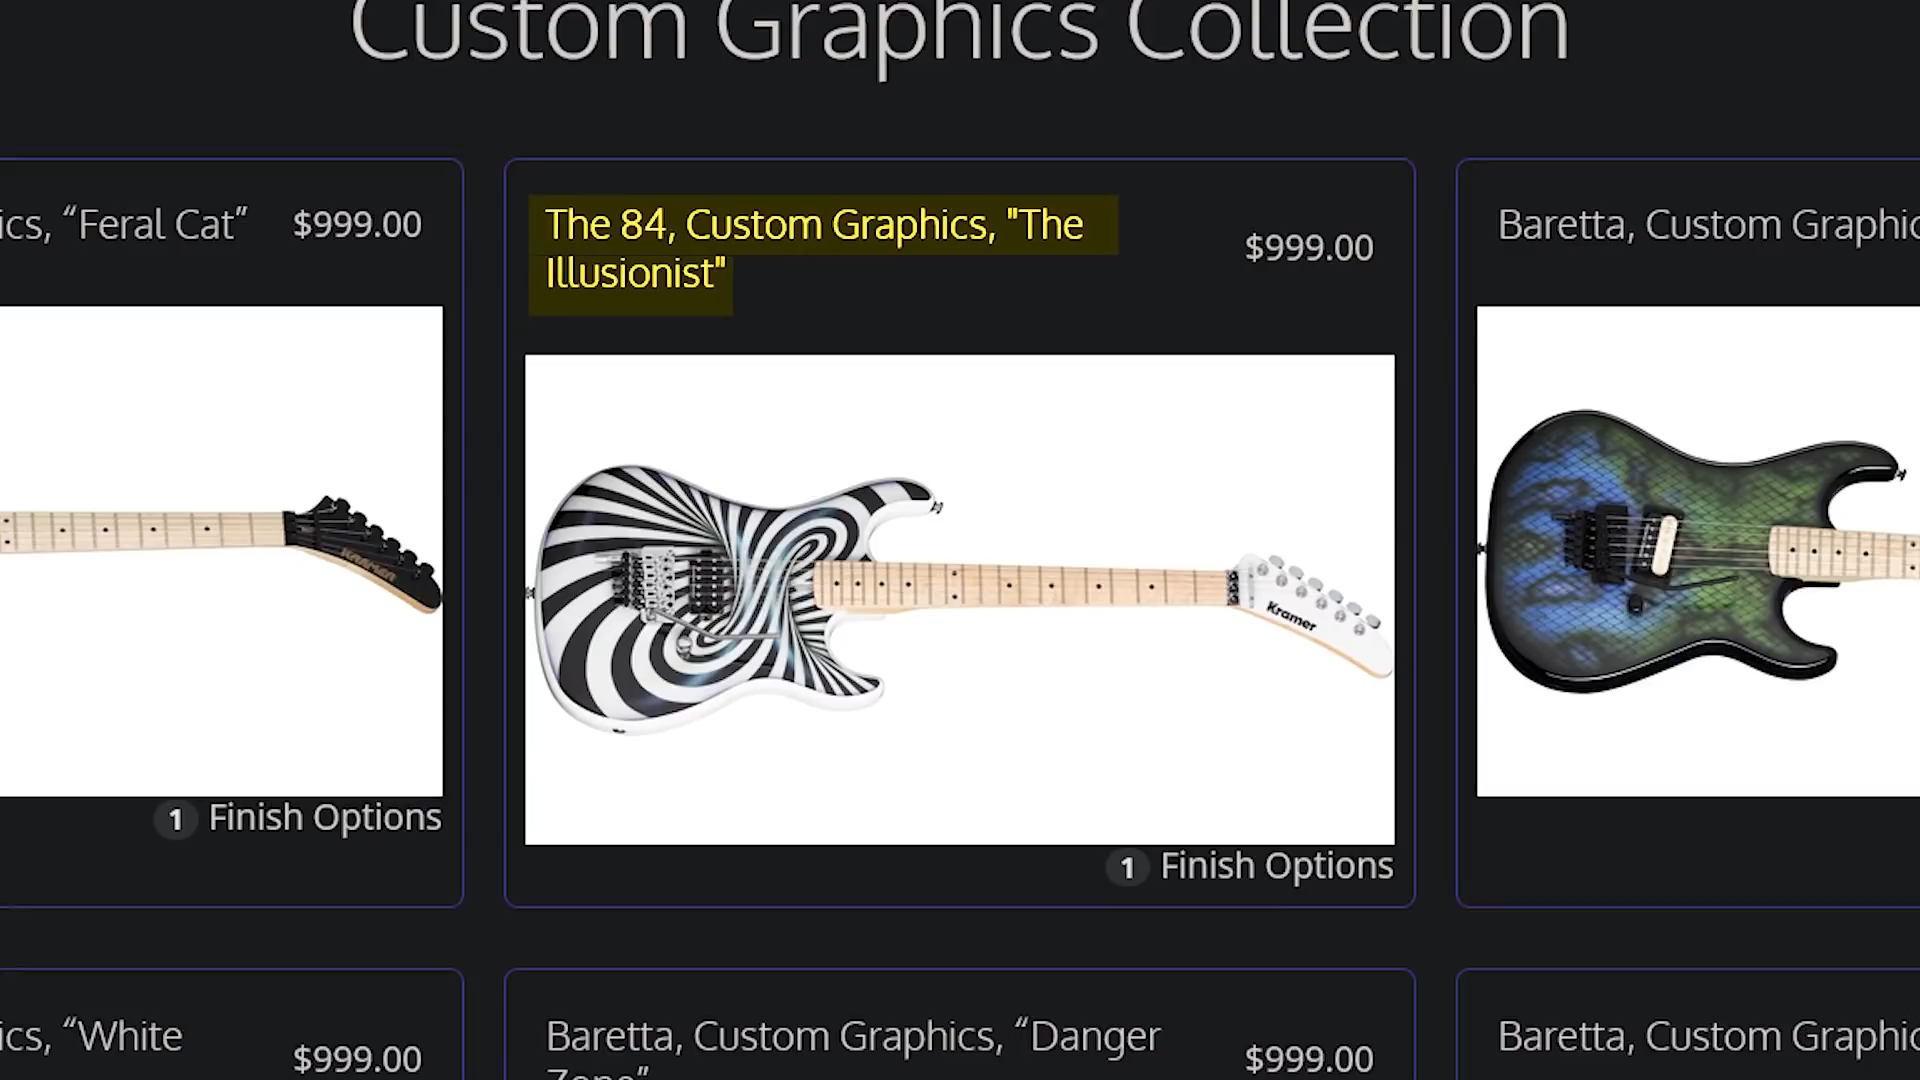 Custom Graphics Collection
ics, “Feral Cat”
$999.00
The 84, Custom Graphics, "The
Illusionist"
$999.00
Baretta, Custom Graphic
KRAMER
Kramer
1 Finish Options
1 Finish Options
ics, “White
$999.00
Baretta, Custom Graphics, “Danger
Zone”
$999.00
Baretta, Custom Graphic